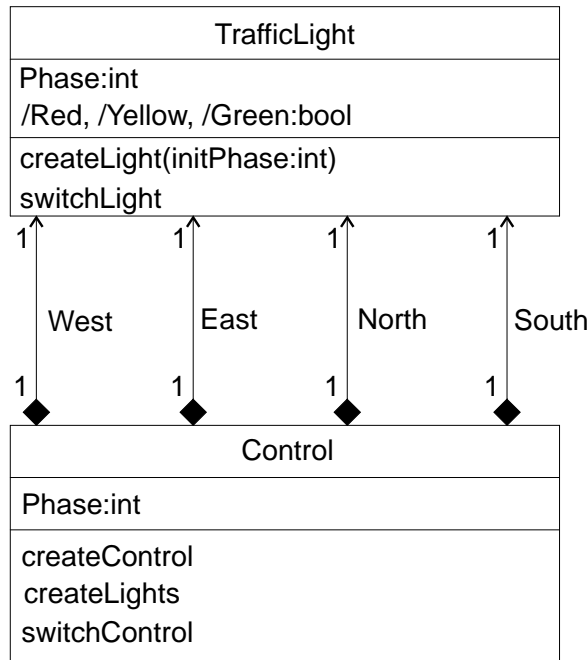 TrafficLight
Phase:int
/Red, /Yellow, /Green:bool
createLight(initPhase:int)
switchLight
1 1 1 1
West East North South
1 1 1 1
Control
Phase:int
createControl
createLights
switchControl